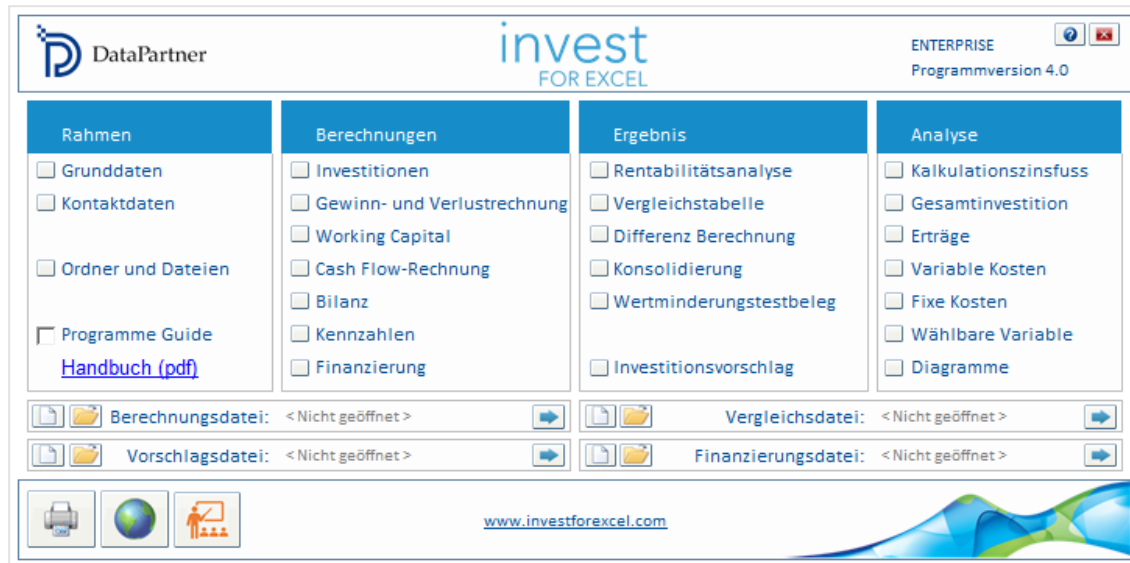 DataPartner
invest
FOR EXCEL
ENTERPRISE
Programmversion 4.0
Rahmen
Grunddaten
Kontaktdaten
Ordner und Dateien
Programme Guide
Handbuch (pdf)
Berechnungen
Investitionen
Gewinn- und Verlustrechnung
Working Capital
Cash Flow-Rechnung
Bilanz
Kennzahlen
Finanzierung
Ergebnis
Rentabilitätsanalyse
Vergleichstabelle
Differenz Berechnung
Konsolidierung
Wertminderungstestbeleg
Investitionsvorschlag
Analyse
Kalkulationszinsfuss
Gesamtinvestition
Erträge
Variable Kosten
Fixe Kosten
Wählbare Variable
Diagramme
Berechnungsdatei: <Nicht geöffnet>
Vergleichsdatei: <Nicht geöffnet>
Vorschlagsdatei: <Nicht geöffnet>
Finanzierungsdatei: <Nicht geöffnet>
www.investforexcel.com